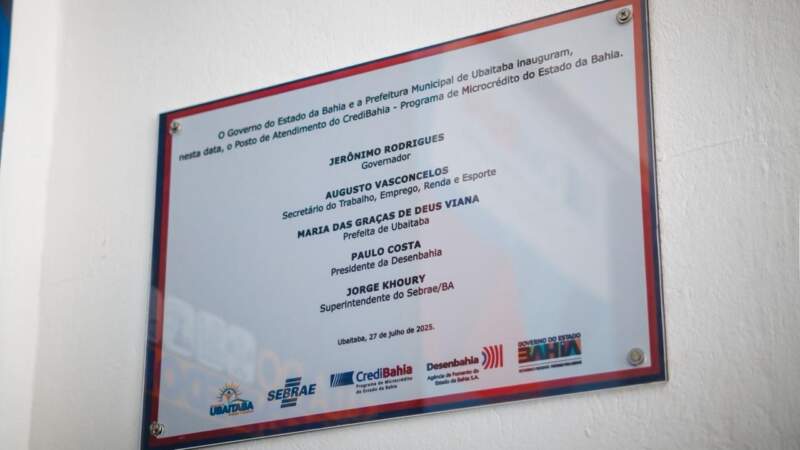 O Governo do Estado da Bahia e a Prefeitura Municipal de Ubaitaba inauguram,
nesta data, o Posto de Atendimento do CrediBahia - Programa de Microcrédito do Estado da Bahia.
JERÔNIMO RODRIGUES
Governador
AUGUSTO VASCONCELOS
Secretário do Trabalho, Emprego, Renda e Esporte
MARIA DAS GRAÇAS DE DEUS VIANA
Prefeita de Ubaitaba
PAULO COSTA
Presidente da Desenbahia
JORGE KHOURY
Superintendente do Sebrae/BA
Ubaitaba, 27 de julho de 2025.
UBAITABA
SEBRAE
CrediBahia
Programa de Microcrédito
do Estado da Bahia
Desenbahia
Agência de Fomento do
Estado da Bahia S.A.
GOVERNO DO ESTADO
BAHIA